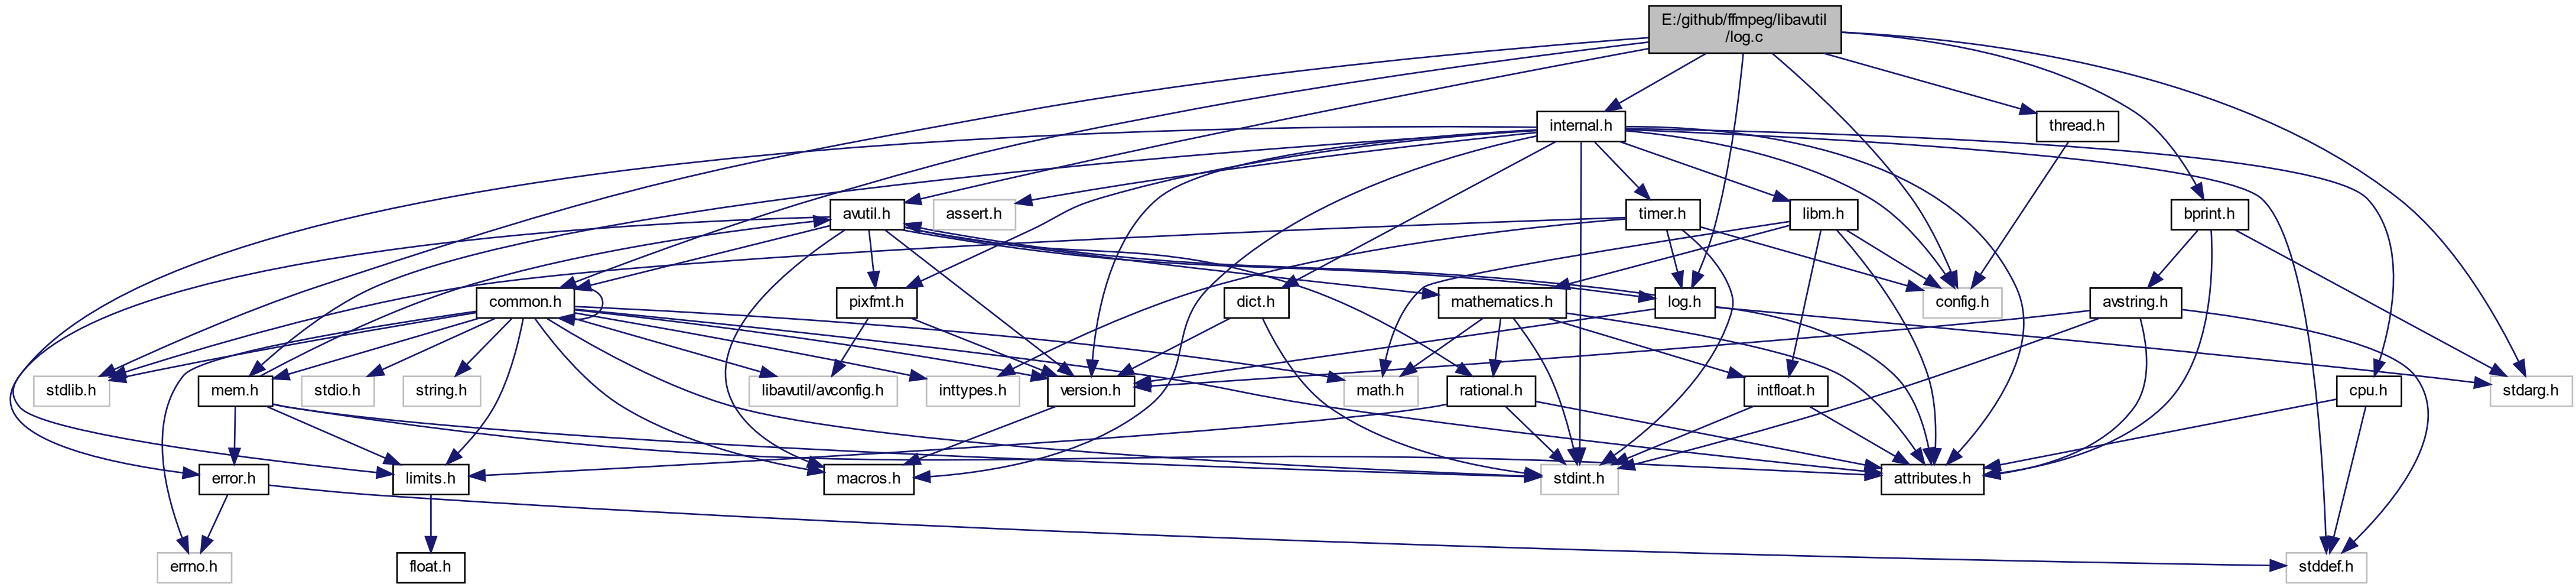 E:/github/ffmpeg/libavutil
/log.c
internal.h
thread.h
avutil.h
assert.h
timer.h
libm.h
bprint.h
common.h
pixfmt.h
dict.h
mathematics.h
log.h
config.h
avstring.h
stdlib.h
mem.h
stdio.h
string.h
libavutil/avconfig.h
inttypes.h
version.h
math.h
rational.h
intfloat.h
cpu.h
stdarg.h
error.h
limits.h
macros.h
stdint.h
attributes.h
errno.h
float.h
stddef.h